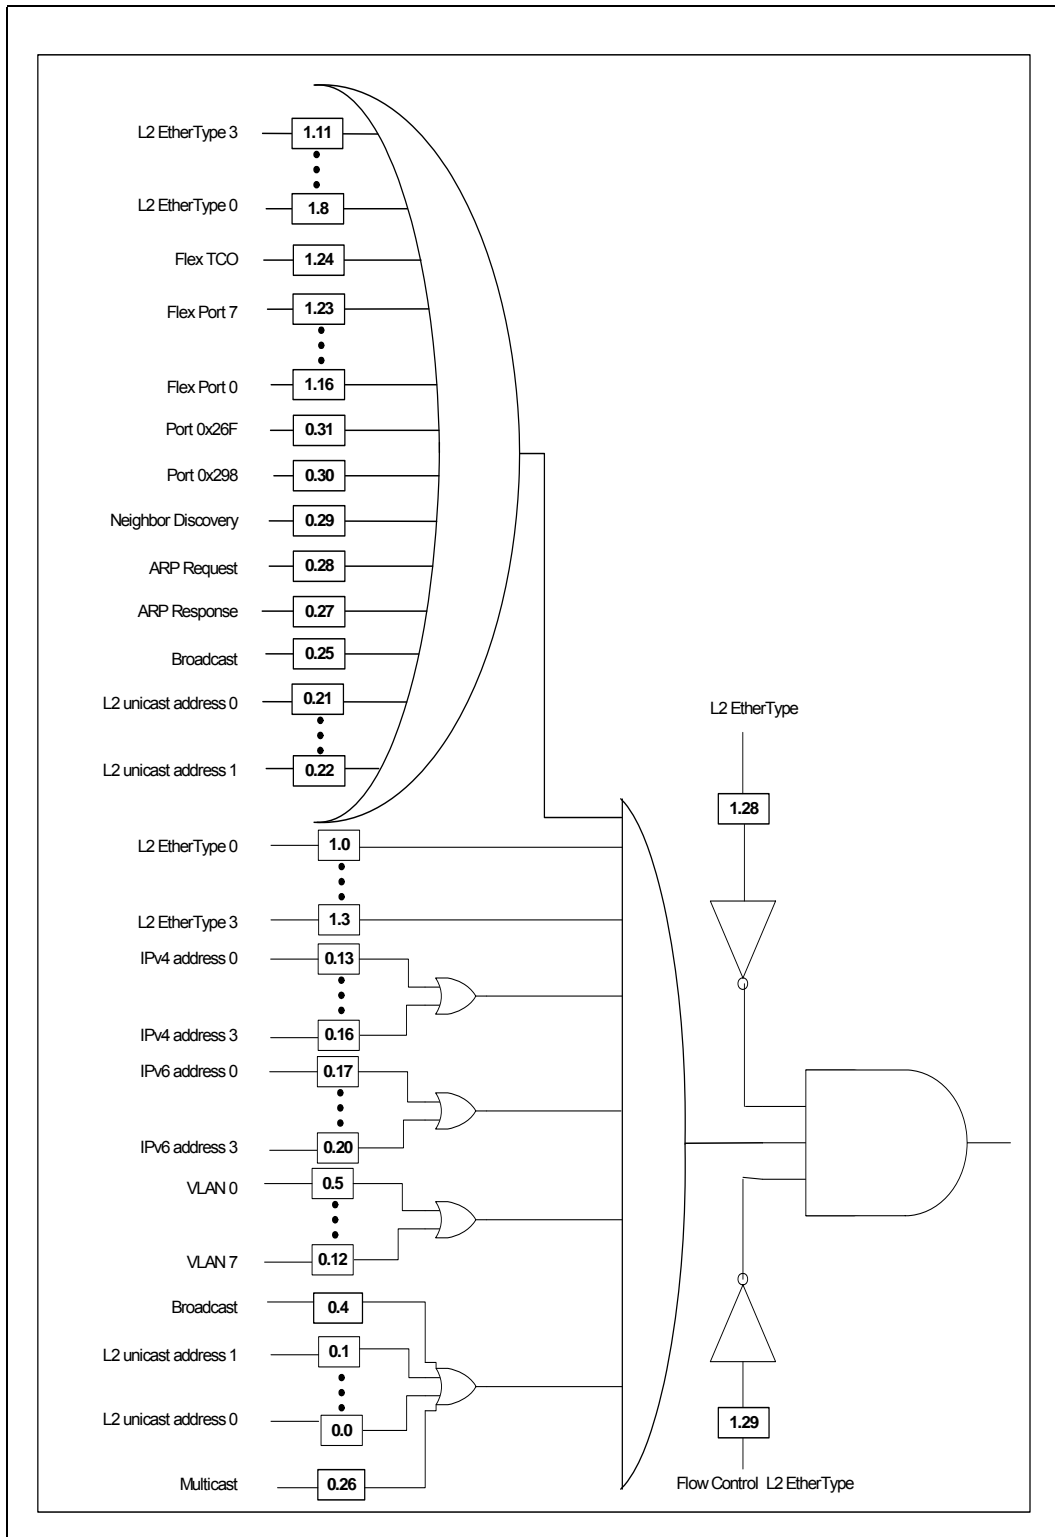 L2 EtherType 3 1.11
L2 EtherType 0 1.8
Flex TCO 1.24
Flex Port 7 1.23
Flex Port 0 1.16
Port 0x26F 0.31
Port 0x298 0.30
Neighbor Discovery 0.29
ARP Request 0.28
ARP Response 0.27
Broadcast 0.25
L2 unicast address 0 0.21
L2 unicast address 1 0.22
L2 EtherType
1.28
L2 EtherType 0 1.0
L2 EtherType 3 1.3
IPv4 address 0 0.13
IPv4 address 3 0.16
IPv6 address 0 0.17
IPv6 address 3 0.20
VLAN 0 0.5
VLAN 7 0.12
Broadcast 0.4
L2 unicast address 1 0.1
L2 unicast address 0 0.0
Multicast 0.26
1.29
Flow Control L2 EtherType